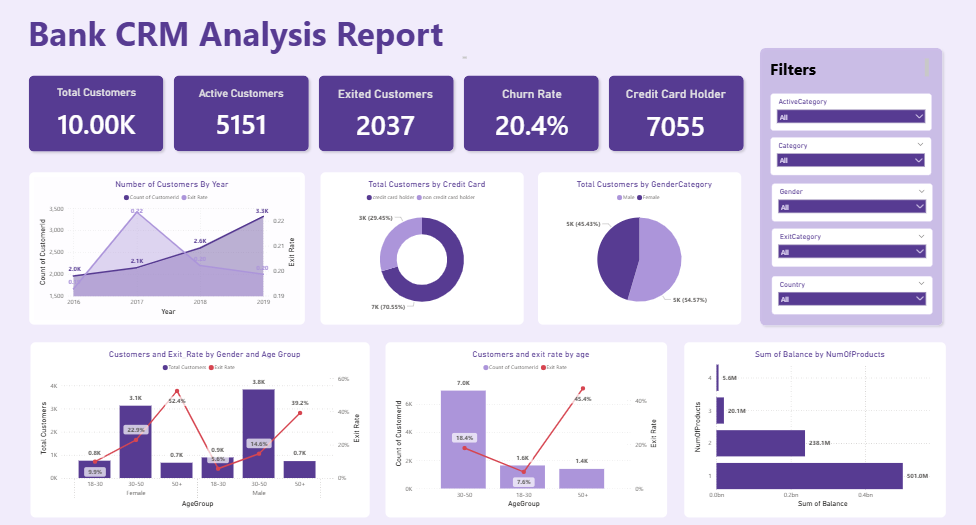 Bank CRM Analysis Report
Total Customers
10.00K
Active Customers
5151
Exited Customers
2037
Churn Rate
20.4%
Credit Card Holder
7055
Filters
ActiveCategory
All
Category
All
Gender
All
ExitCategory
All
Country
All
Number of Customers By Year
Count of CustomerId Exit Rate
Count of CustomerId
3,500
3,000
2,500
2,000
1,500
2.0K
2.1K
2.6K
3.3K
0.22
0.20
0.22
0.21
0.20
0.19
Exit Rate
2016 2017 2018 2019
Year
Total Customers by Credit Card
credit card holder non credit card holder
3K (29.45%)
7K (70.55%)
Total Customers by GenderCategory
Male Female
5K (45.43%)
5K (54.57%)
Customers and Exit_Rate by Gender and Age Group
Total Customers Exit Rate
Total Customers
4K
3K
2K
1K
0K
0.8K
3.1K
0.7K
0.9K
3.8K
0.7K
9.9%
22.9%
52.4%
5.6%
14.6%
39.2%
60%
40%
20%
0%
Exit Rate
18-30 30-50 50+ 18-30 30-50 50+
Female Male
AgeGroup
Customers and exit rate by age
Count of CustomerId Exit Rate
Count of CustomerId
6K
4K
2K
0K
7.0K
1.6K
1.4K
18.4%
7.6%
45.4%
40%
20%
0%
Exit Rate
30-50 18-30 50+
AgeGroup
Sum of Balance by NumOfProducts
NumOfProducts
4 5.6M
3 20.1M
2 238.1M
1 501.0M
0.0bn 0.2bn 0.4bn
Sum of Balance